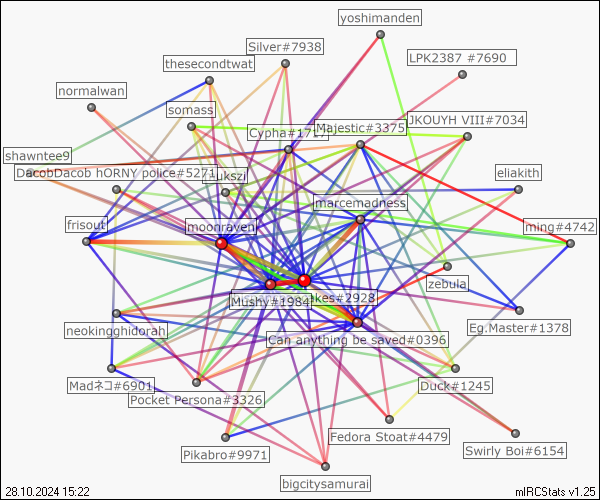 yoshimanden
Silver#7938
thesecondtwat
LPK2387 #7690
normalwan
somass
JKOUYH VIII#7034
Cypha#1717
Majestic#3375
shawntee9
DacobDacob hORNY police#5271
eliakith
marcemadness
frisout
moonraven
ming#4742
zebula
Mushy#1984
akes#2928
neokingghidorah
Eg.Master#1378
Can anything be saved#0396
Madネコ#6901
Duck#1245
Pocket Persona#3326
Fedora Stoat#4479
Pikabro#9971
Swirly Boi#6154
bigcitysamurai
28.10.2024 15:22
mIRCStats v1.25